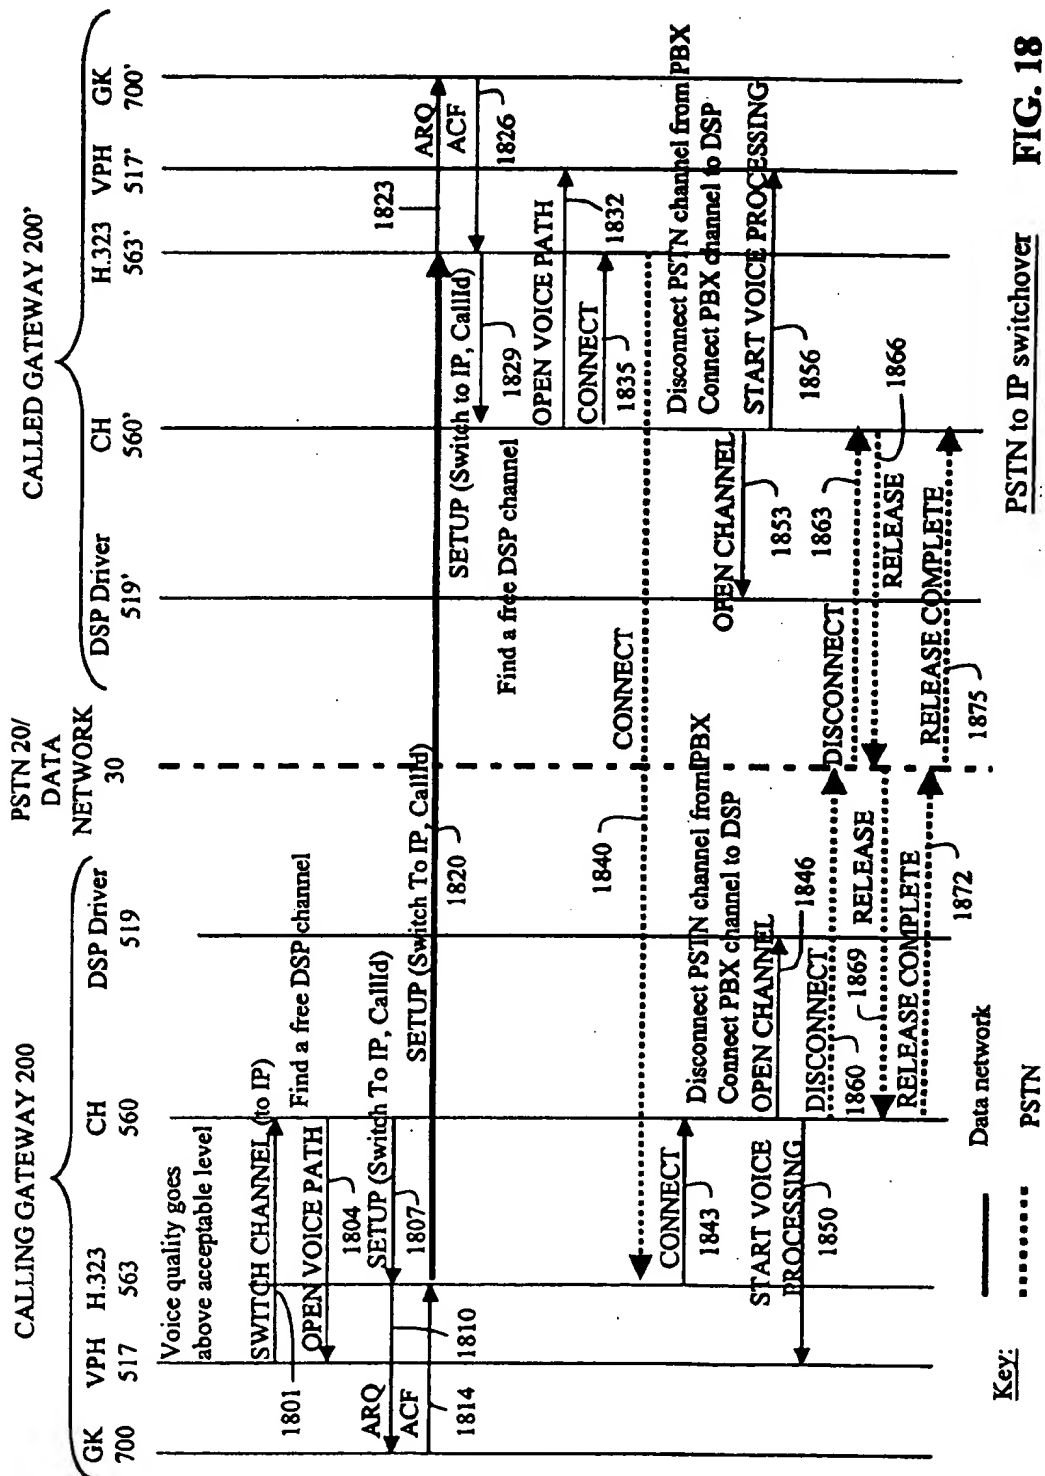 CALLING GATEWAY 200
PSTN 20/
DATA
NETWORK
30
CALLED GATEWAY 200'
GK
700
VPH
517
H.323
563
CH
560
DSP Driver
519
DSP Driver
519'
CH
560'
H.323
563'
VPH
517'
GK
700'
Voice quality goes
above acceptable level
SWITCH CHANNEL (to IP)
1801
Find a free DSP channel
OPEN VOICE PATH
1804
SETUP (Switch To IP, CallId)
1807
ARQ
1810
ACF
1814
SETUP (Switch To IP, CallId)
1820
SETUP (Switch to IP, CallId)
1823
ARQ
ACF
1826
1829
Find a free DSP channel
OPEN VOICE PATH
1832
CONNECT
1835
CONNECT
1840
CONNECT
1843
Disconnect PSTN channel from PBX
Connect PBX channel to DSP
OPEN CHANNEL
1846
START VOICE
PROCESSING
1850
Disconnect PSTN channel from PBX
Connect PBX channel to DSP
OPEN CHANNEL
1853
START VOICE PROCESSING
1856
DISCONNECT
1860
DISCONNECT
1863
RELEASE
1866
RELEASE
1869
RELEASE COMPLETE
1872
RELEASE COMPLETE
1875
Key:
Data network
PSTN
PSTN to IP switchover
FIG. 18